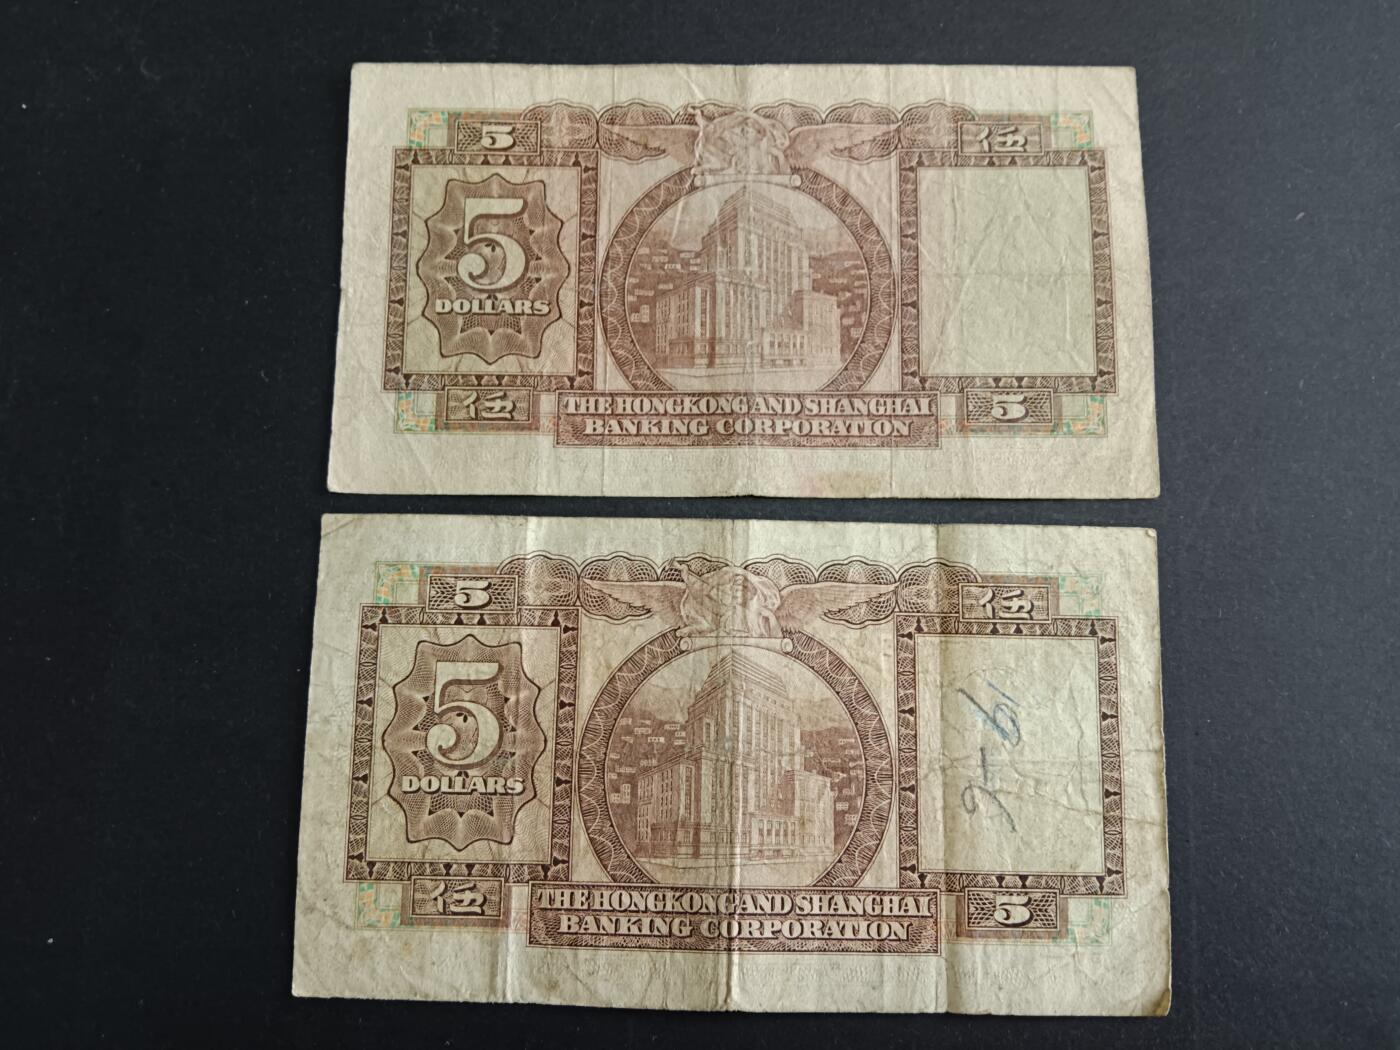 5 伍
5
DOLLARS
伍 5
THE HONGKONG AND SHANGHAI
BANKING CORPORATION
5 伍
5
DOLLARS
伍 5
THE HONGKONG AND SHANGHAI
BANKING CORPORATION